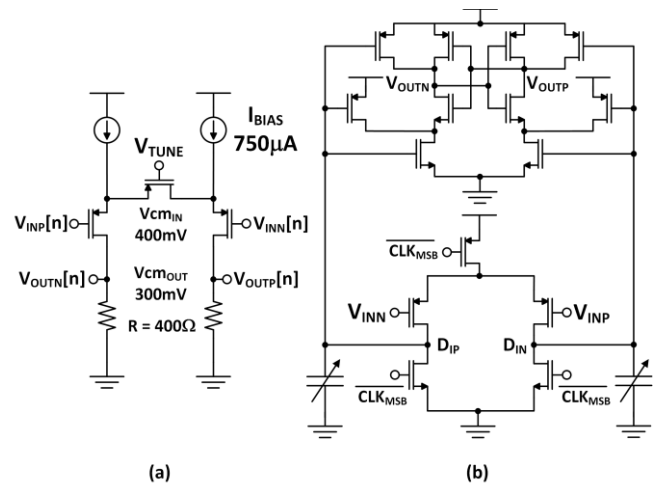 I_BIAS
750μA
V_TUNE
Vcm_IN
400mV
V_INP[n]
V_INN[n]
Vcm_OUT
300mV
V_OUTN[n]
V_OUTP[n]
R = 400Ω
(a)
V_OUTN
V_OUTP
CLK_MSB
V_INN
V_INP
D_IP
D_IN
CLK_MSB
CLK_MSB
(b)